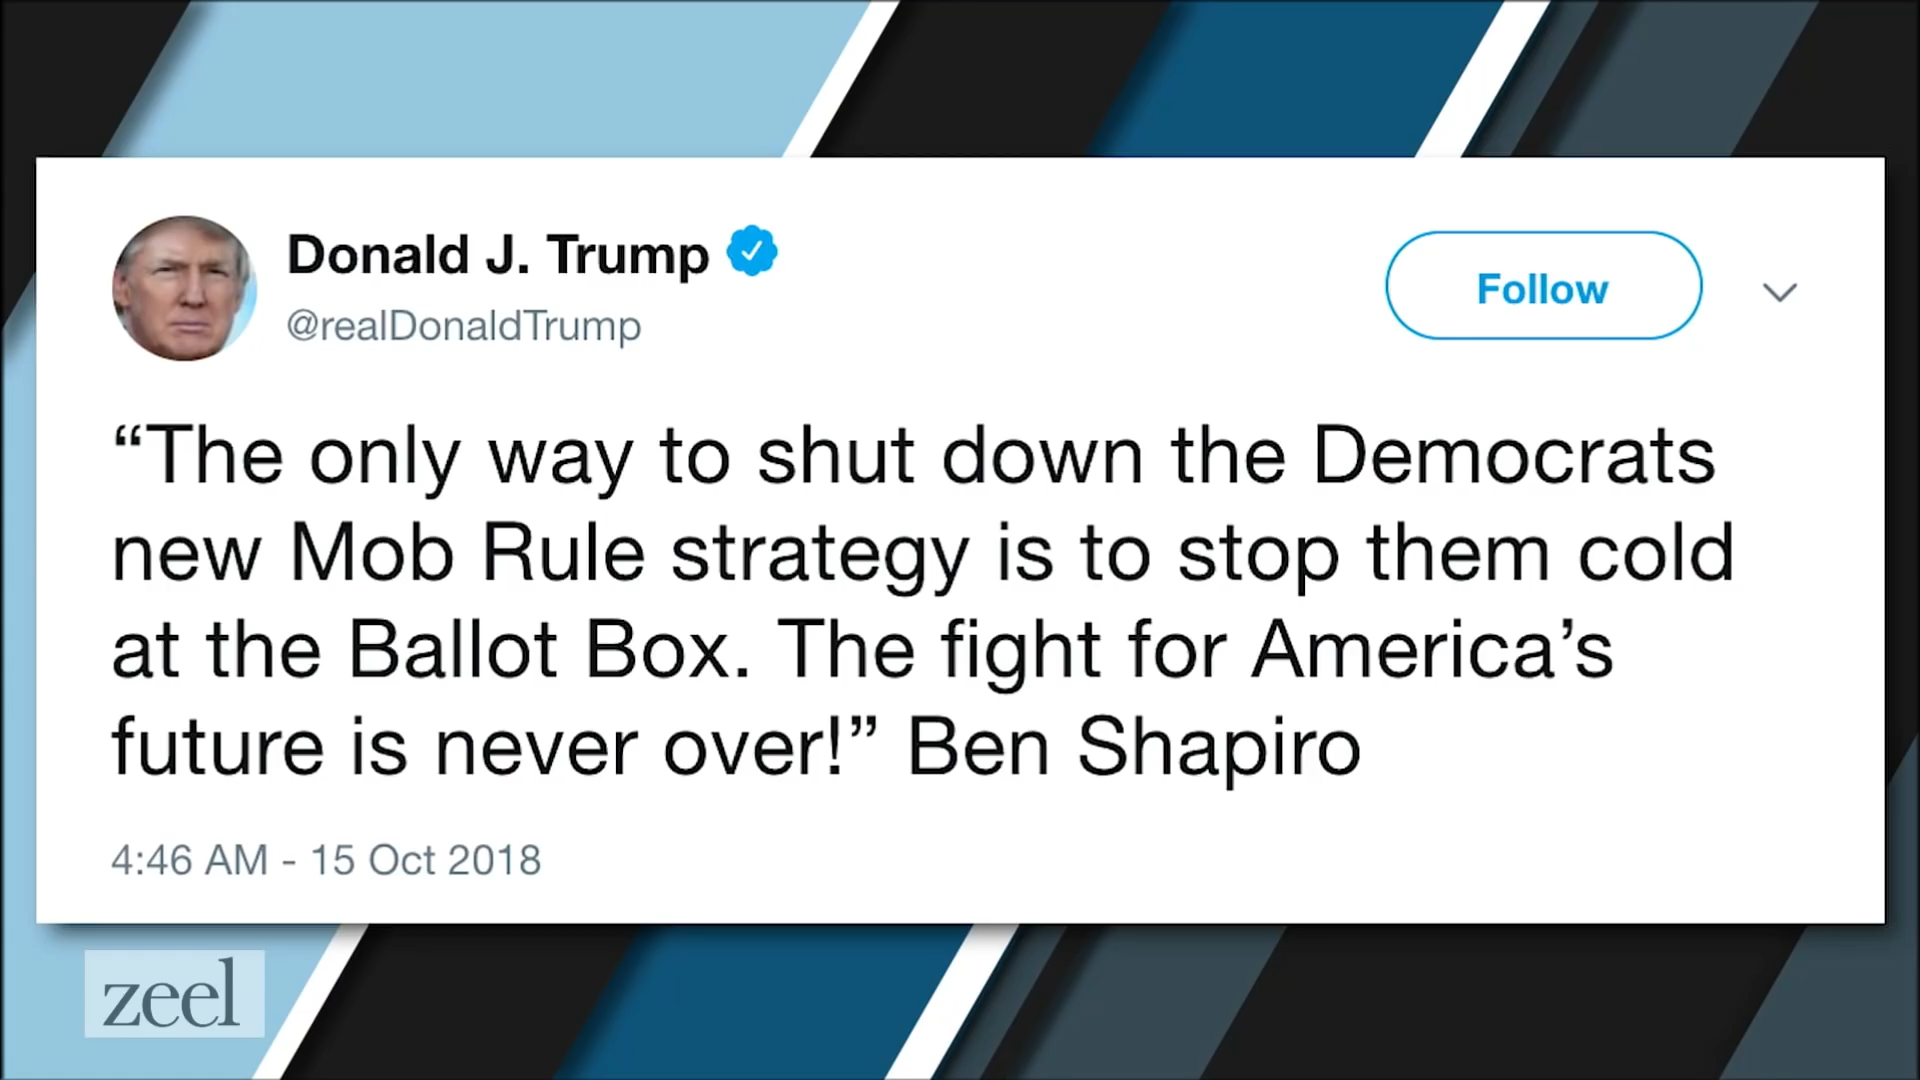 Donald J. Trump
@realDonaldTrump
Follow
“The only way to shut down the Democrats
new Mob Rule strategy is to stop them cold
at the Ballot Box. The fight for America’s
future is never over!” Ben Shapiro
4:46 AM - 15 Oct 2018
zeel